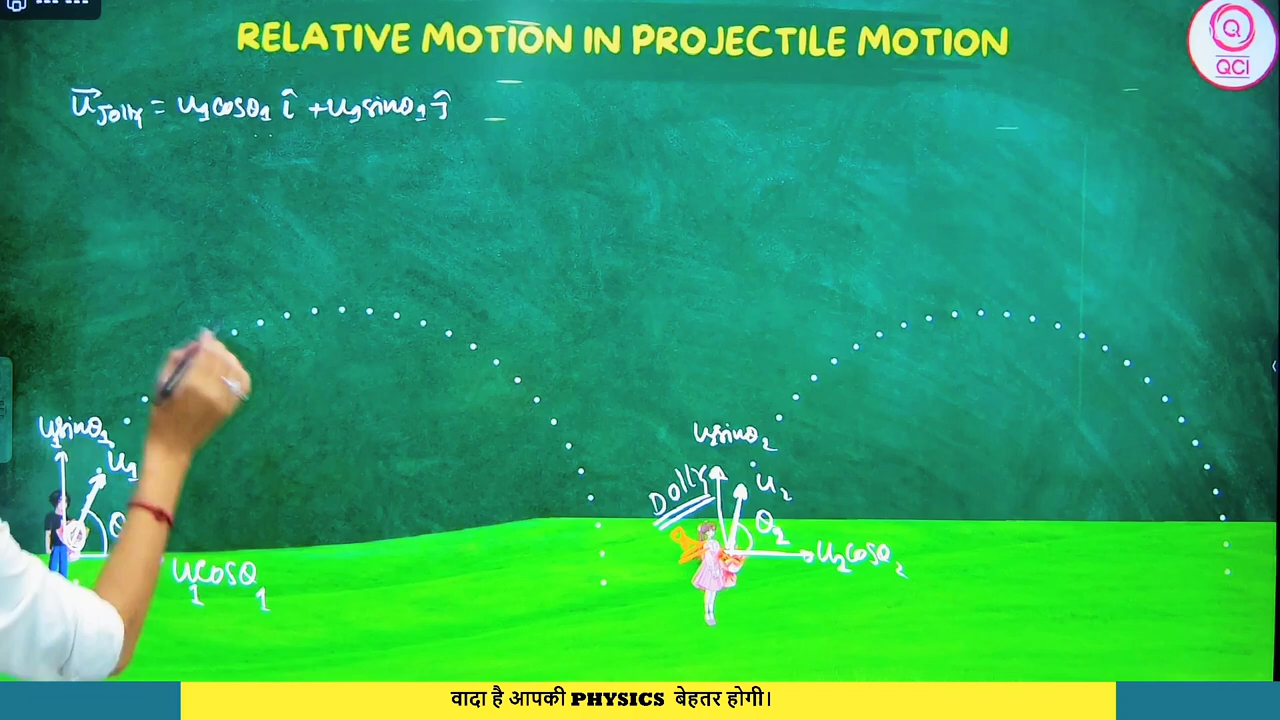 RELATIVE MOTION IN PROJECTILE MOTION
Q
QCI
u⃗Jolly = u₁cosθ₁ î + u₁sinθ₁ ĵ
u₁sinθ₁
u₁
θ
u₁cosθ₁
u₂sinθ₂
Dolly
u₂
θ₂
u₂cosθ₂
वादा है आपकी PHYSICS बेहतर होगी।